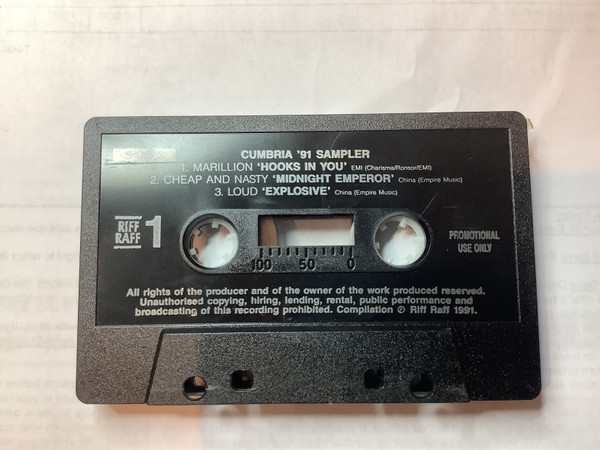 CUMBRIA '91 SAMPLER
1. MARILLION 'HOOKS IN YOU' EMI (Charisma/Rondor/EMI)
2. CHEAP AND NASTY 'MIDNIGHT EMPEROR' China (Empire Music)
3. LOUD 'EXPLOSIVE' China (Empire Music)
RIFF
RAFF 1
PROMOTIONAL
USE ONLY
100 50 0
All rights of the producer and of the owner of the work produced reserved.
Unauthorised copying, hiring, lending, rental, public performance and
broadcasting of this recording prohibited. Compilation ℗ Riff Raff 1991.